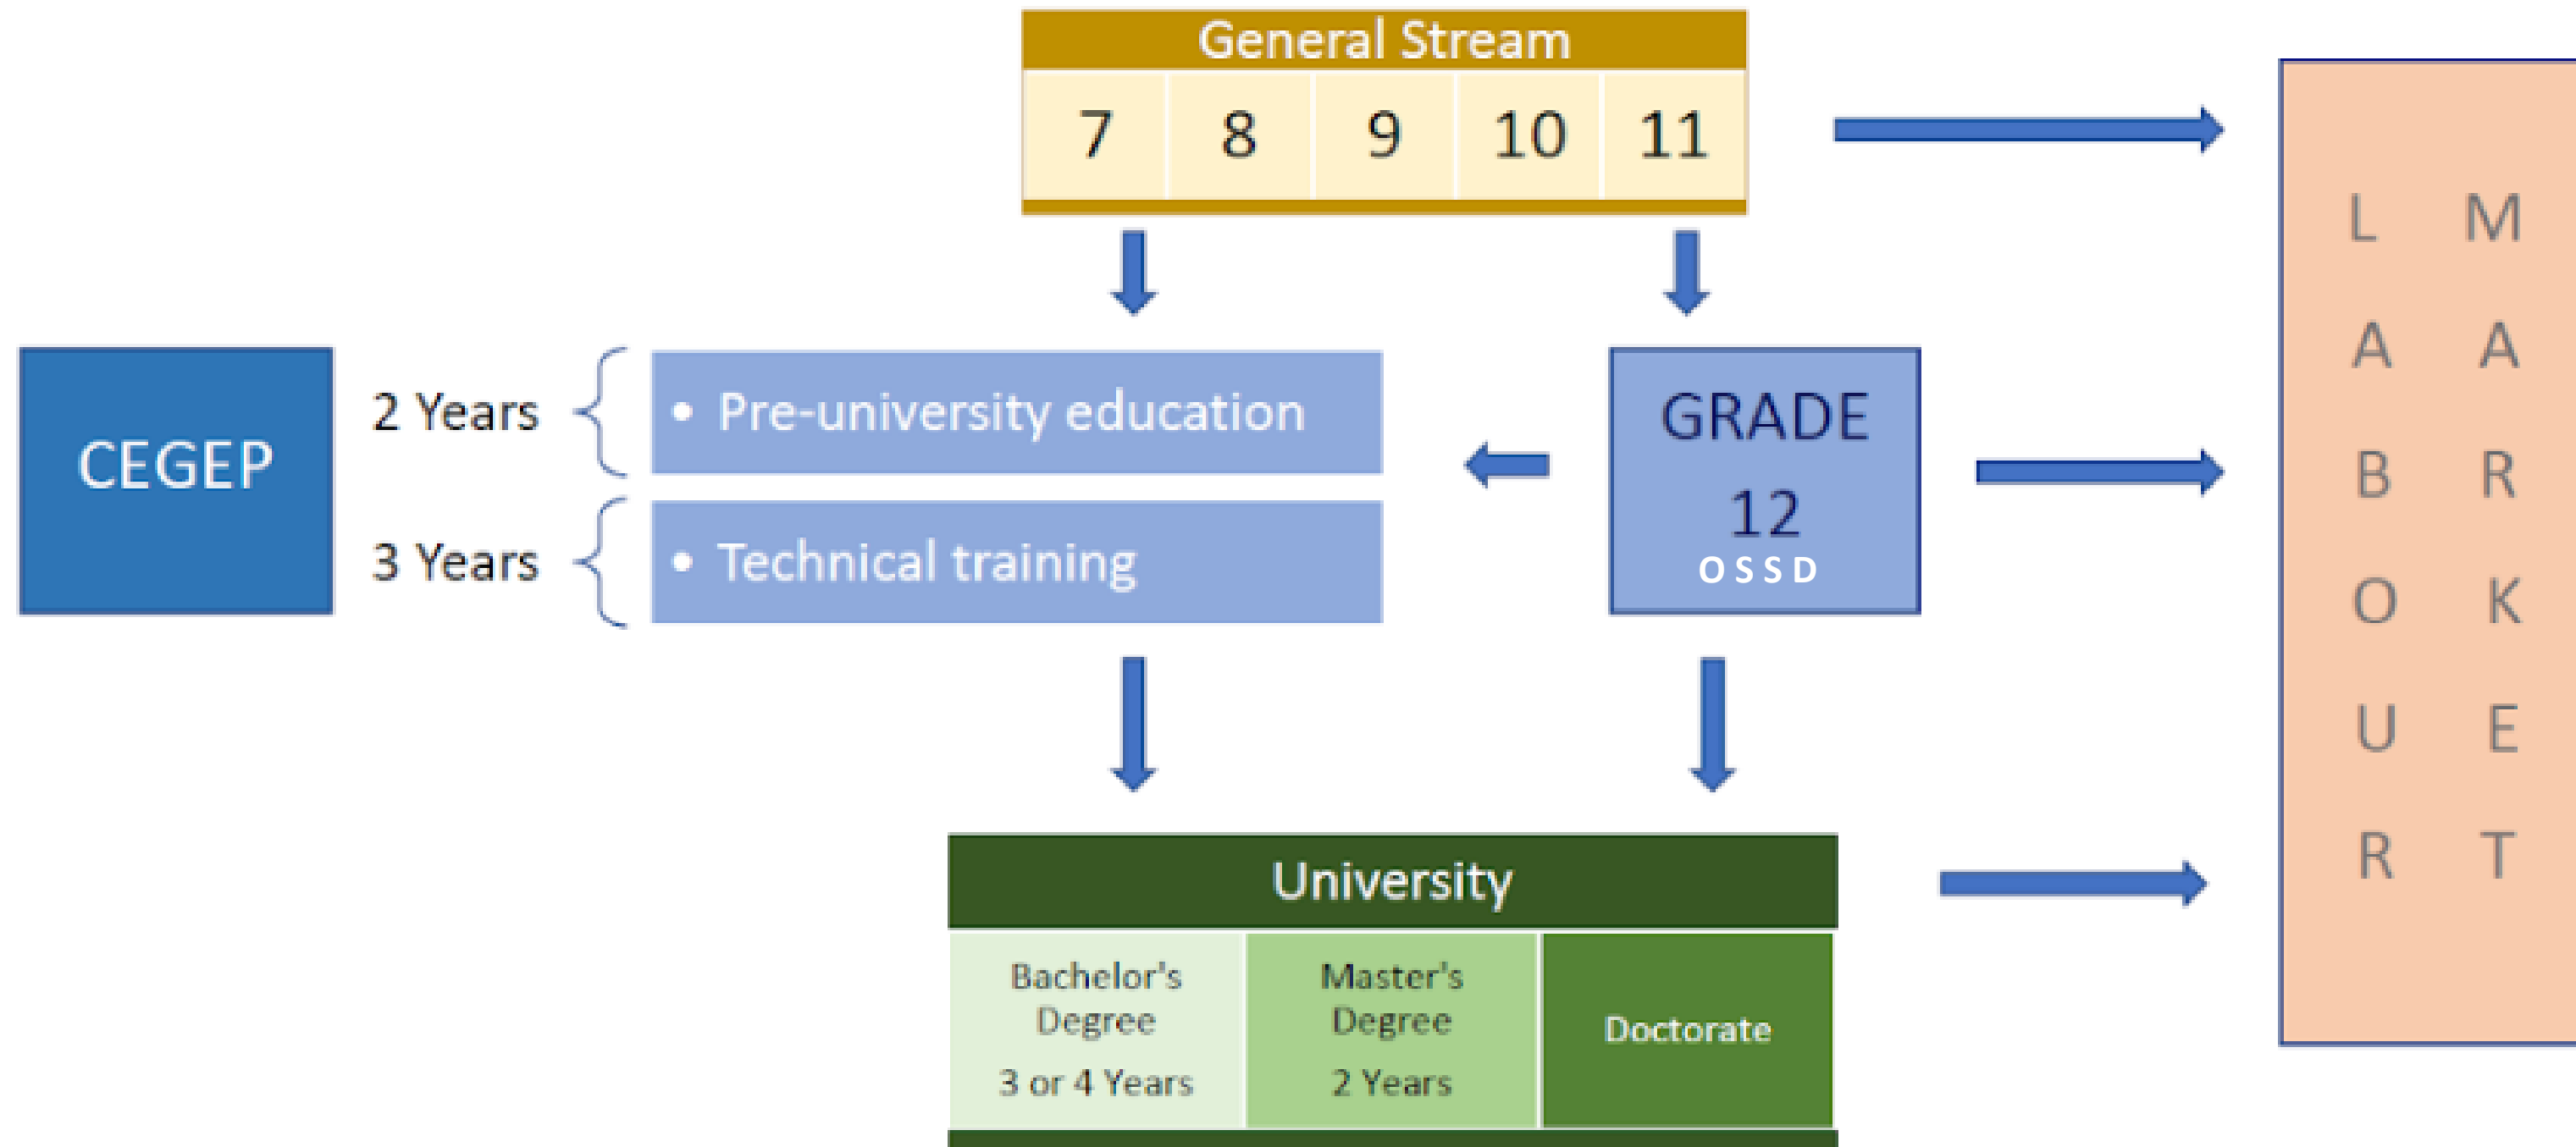 General Stream
7 8 9 10 11
CEGEP
2 Years
• Pre-university education
3 Years
• Technical training
GRADE
12
OSSD
L M
A A
B R
O K
U E
R T
University
Bachelor's
Degree
3 or 4 Years
Master's
Degree
2 Years
Doctorate